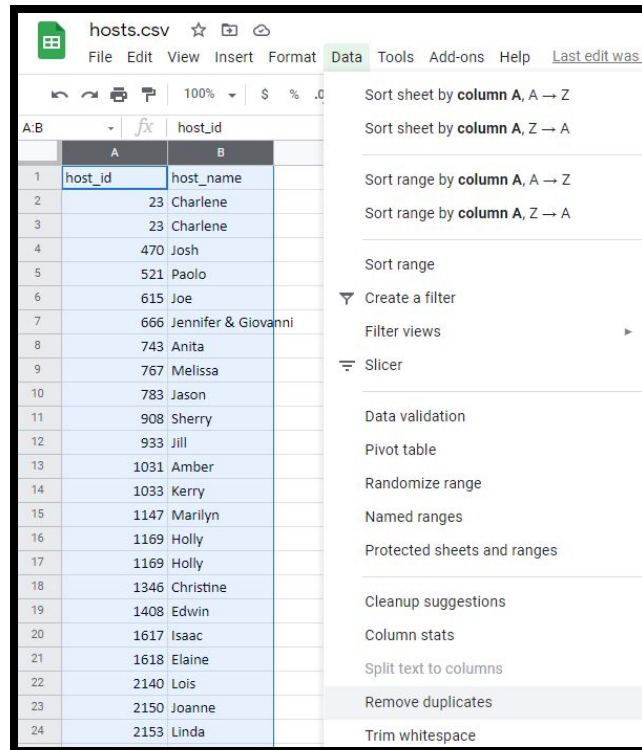 hosts.csv
File Edit View Insert Format Data Tools Add-ons Help Last edit was
100% $ % .0
A:B fx host_id
A B
1 host_id host_name
2 23 Charlene
3 23 Charlene
4 470 Josh
5 521 Paolo
6 615 Joe
7 666 Jennifer & Giovanni
8 743 Anita
9 767 Melissa
10 783 Jason
11 908 Sherry
12 933 Jill
13 1031 Amber
14 1033 Kerry
15 1147 Marilyn
16 1169 Holly
17 1169 Holly
18 1346 Christine
19 1408 Edwin
20 1617 Isaac
21 1618 Elaine
22 2140 Lois
23 2150 Joanne
24 2153 Linda
Sort sheet by column A, A → Z
Sort sheet by column A, Z → A
Sort range by column A, A → Z
Sort range by column A, Z → A
Sort range
Create a filter
Filter views
Slicer
Data validation
Pivot table
Randomize range
Named ranges
Protected sheets and ranges
Cleanup suggestions
Column stats
Split text to columns
Remove duplicates
Trim whitespace